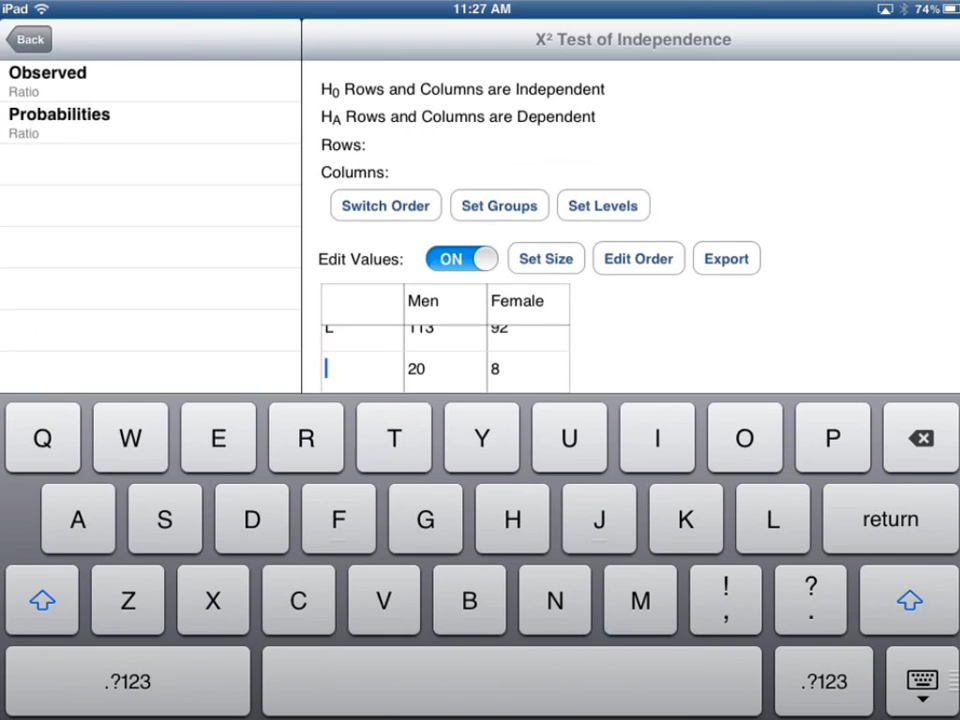 iPad 11:27 AM 74%
Back X² Test of Independence
Observed
Ratio
Probabilities
Ratio
H0 Rows and Columns are Independent
HA Rows and Columns are Dependent
Rows:
Columns:
Switch Order Set Groups Set Levels
Edit Values: ON Set Size Edit Order Export
Men Female
L 113 92
20 8
Q W E R T Y U I O P
A S D F G H J K L return
Z X C V B N M ! , ? .
.?123 .?123